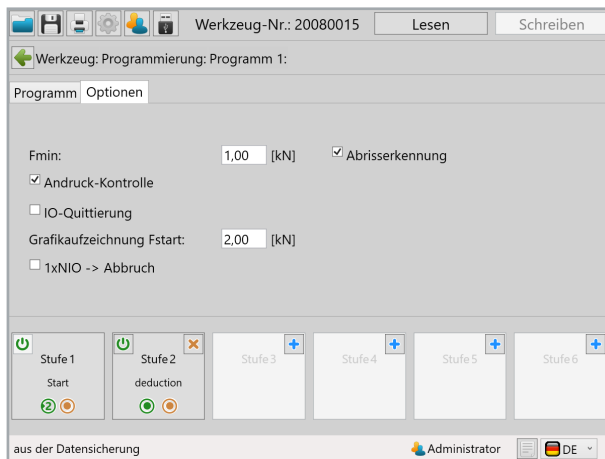 Werkzeug-Nr.: 20080015 Lesen Schreiben
Werkzeug: Programmierung: Programm 1:
Programm Optionen
Fmin: 1,00 [kN] Abrisserkennung
Andruck-Kontrolle
IO-Quittierung
Grafikaufzeichnung Fstart: 2,00 [kN]
1xNIO -> Abbruch
Stufe 1 Stufe 2 Stufe 3 Stufe 4 Stufe 5 Stufe 6
Start deduction
2
aus der Datensicherung Administrator DE